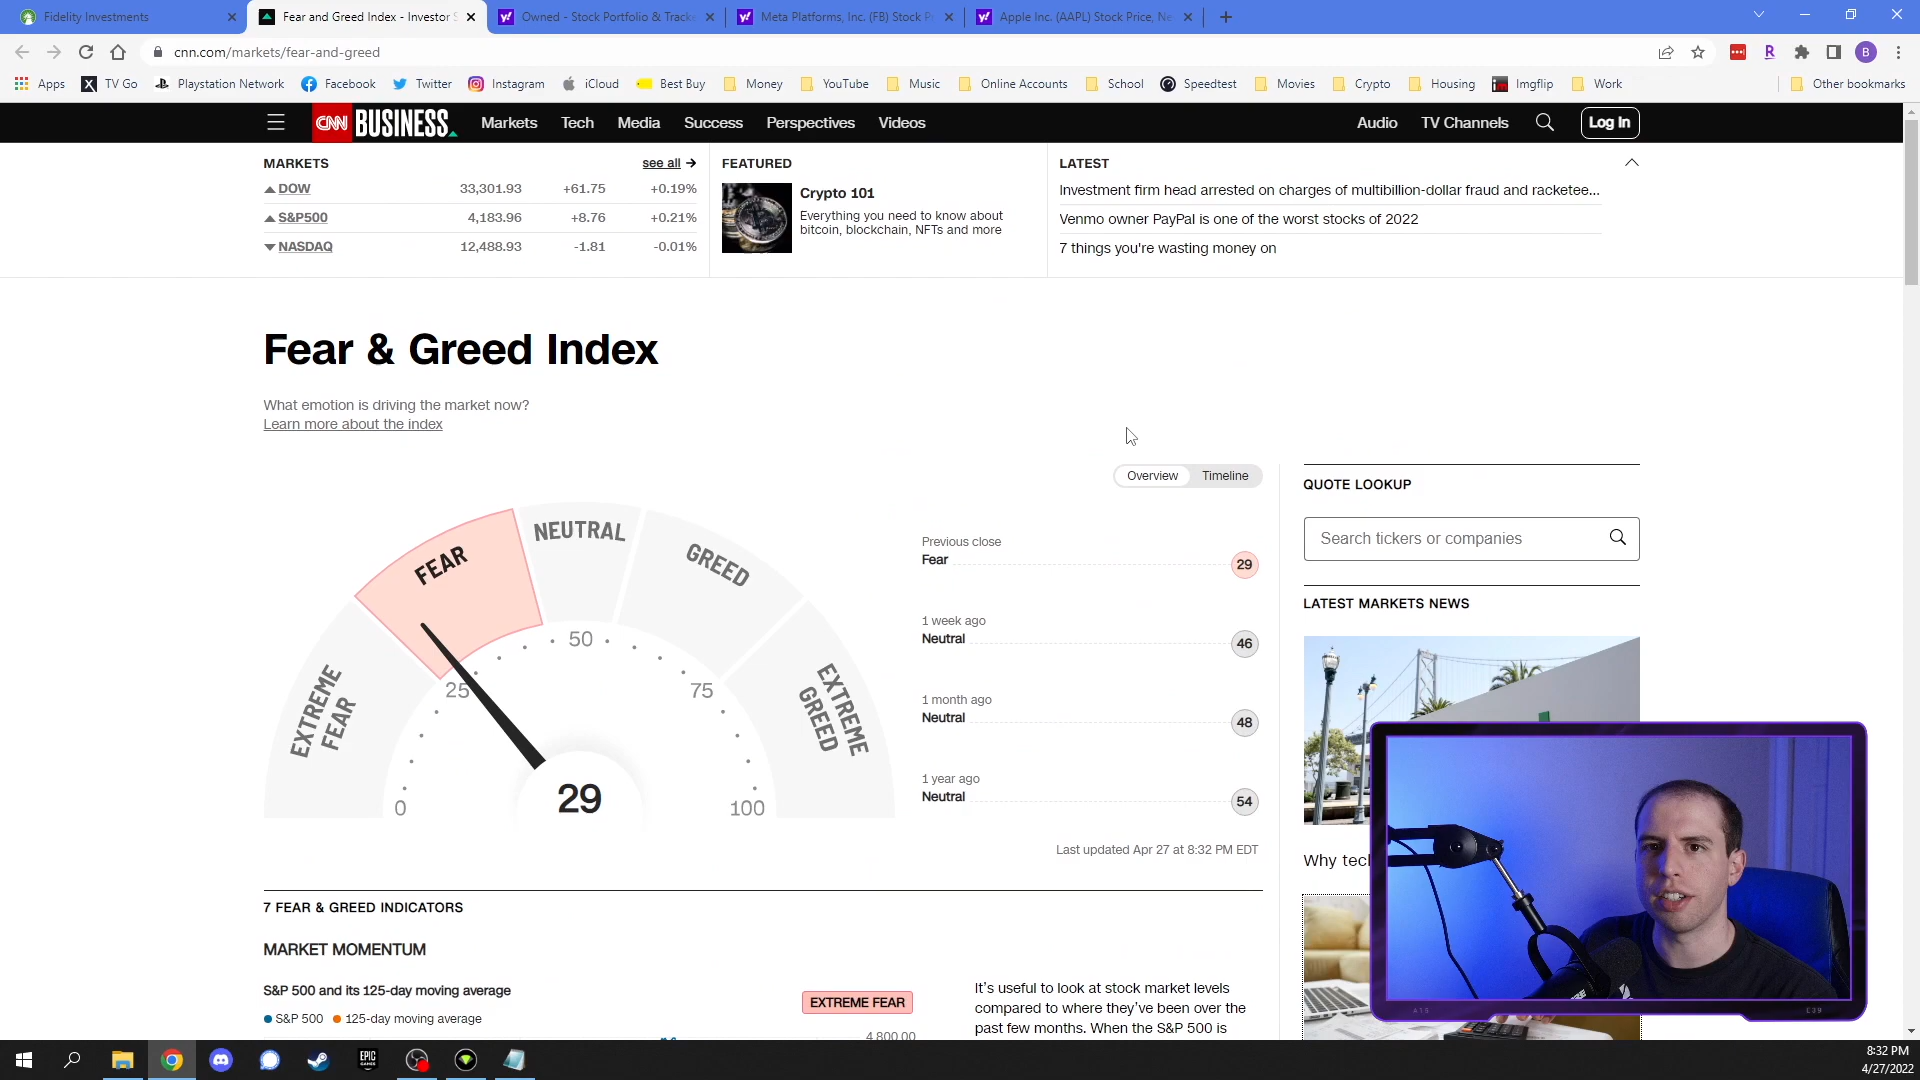 Fidelity Investments
Fear and Greed Index - Investor S
Owned - Stock Portfolio & Tracke
Meta Platforms, Inc. (FB) Stock P
Apple Inc. (AAPL) Stock Price, Ne
cnn.com/markets/fear-and-greed
B
Apps
TV Go
Playstation Network
Facebook
Twitter
Instagram
iCloud
Best Buy
Money
YouTube
Music
Online Accounts
School
Speedtest
Movies
Crypto
Housing
Imgflip
Work
Other bookmarks
CNN BUSINESS
Markets
Tech
Media
Success
Perspectives
Videos
Audio
TV Channels
Log In
MARKETS
see all →
DOW 33,301.93 +61.75 +0.19%
S&P500 4,183.96 +8.76 +0.21%
NASDAQ 12,488.93 -1.81 -0.01%
FEATURED
Crypto 101
Everything you need to know about
bitcoin, blockchain, NFTs and more
LATEST
Investment firm head arrested on charges of multibillion-dollar fraud and racketee...
Venmo owner PayPal is one of the worst stocks of 2022
7 things you're wasting money on
Fear & Greed Index
What emotion is driving the market now?
Learn more about the index
Overview
Timeline
EXTREME
FEAR
FEAR
NEUTRAL
GREED
EXTREME
GREED
0
25
50
75
100
29
Previous close
Fear 29
1 week ago
Neutral 46
1 month ago
Neutral 48
1 year ago
Neutral 54
Last updated Apr 27 at 8:32 PM EDT
QUOTE LOOKUP
Search tickers or companies
LATEST MARKETS NEWS
Why tec
7 FEAR & GREED INDICATORS
MARKET MOMENTUM
S&P 500 and its 125-day moving average
S&P 500
125-day moving average
EXTREME FEAR
4,800.00
It's useful to look at stock market levels
compared to where they've been over the
past few months. When the S&P 500 is
EPIC
GAMES
8:32 PM
4/27/2022